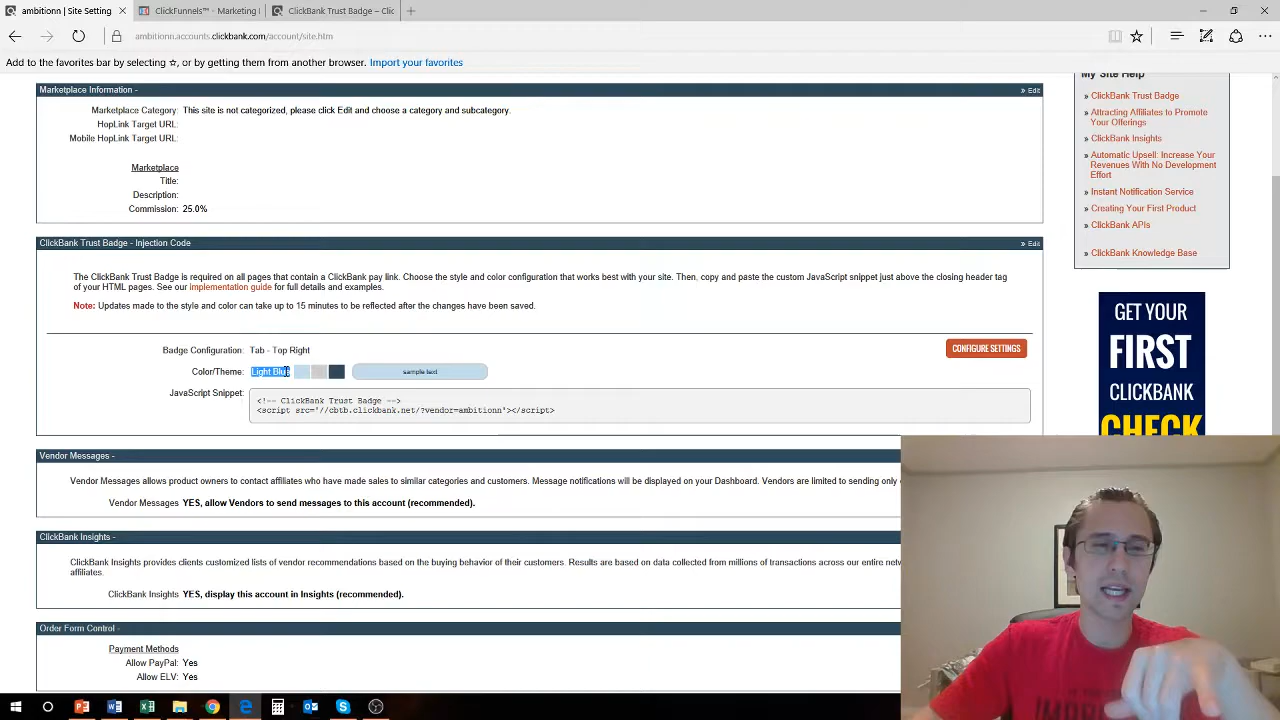 ambitionn | Site Setting
ClickFunnels™ - Marketing
ClickBank Trust Badge – Clic
ambitionn.accounts.clickbank.com/account/site.htm
Add to the favorites bar by selecting ☆, or by getting them from another browser. Import your favorites
Marketplace Information -
» Edit
Marketplace Category: This site is not categorized, please click Edit and choose a category and subcategory.
HopLink Target URL:
Mobile HopLink Target URL:
Marketplace
Title:
Description:
Commission: 25.0%
ClickBank Trust Badge - Injection Code
» Edit
The ClickBank Trust Badge is required on all pages that contain a ClickBank pay link. Choose the style and color configuration that works best with your site. Then, copy and paste the custom JavaScript snippet just above the closing header tag
of your HTML pages. See our implementation guide for full details and examples.
Note: Updates made to the style and color can take up to 15 minutes to be reflected after the changes have been saved.
Badge Configuration: Tab - Top Right
CONFIGURE SETTINGS
Color/Theme: Light Blue
sample text
JavaScript Snippet:
<!-- ClickBank Trust Badge -->
<script src='//cbtb.clickbank.net/?vendor=ambitionn'></script>
Vendor Messages -
Vendor Messages allows product owners to contact affiliates who have made sales to similar categories and customers. Message notifications will be displayed on your Dashboard. Vendors are limited to sending only
Vendor Messages YES, allow Vendors to send messages to this account (recommended).
ClickBank Insights -
ClickBank Insights provides clients customized lists of vendor recommendations based on the buying behavior of their customers. Results are based on data collected from millions of transactions across our entire
affiliates.
ClickBank Insights YES, display this account in Insights (recommended).
Order Form Control -
Payment Methods
Allow PayPal: Yes
Allow ELV: Yes
My Site Help
» ClickBank Trust Badge
» Attracting Affiliates to Promote
Your Offerings
» ClickBank Insights
» Automatic Upsell: Increase Your
Revenues With No Development
Effort
» Instant Notification Service
» Creating Your First Product
» ClickBank APIs
» ClickBank Knowledge Base
GET YOUR
FIRST
CLICKBANK
CHECK